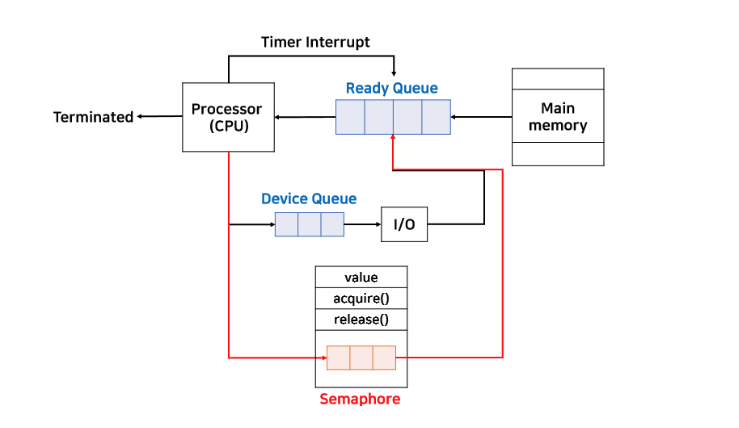 Timer Interrupt
Ready Queue
Terminated
Processor
(CPU)
Main
memory
Device Queue
I/O
value
acquire()
release()
Semaphore